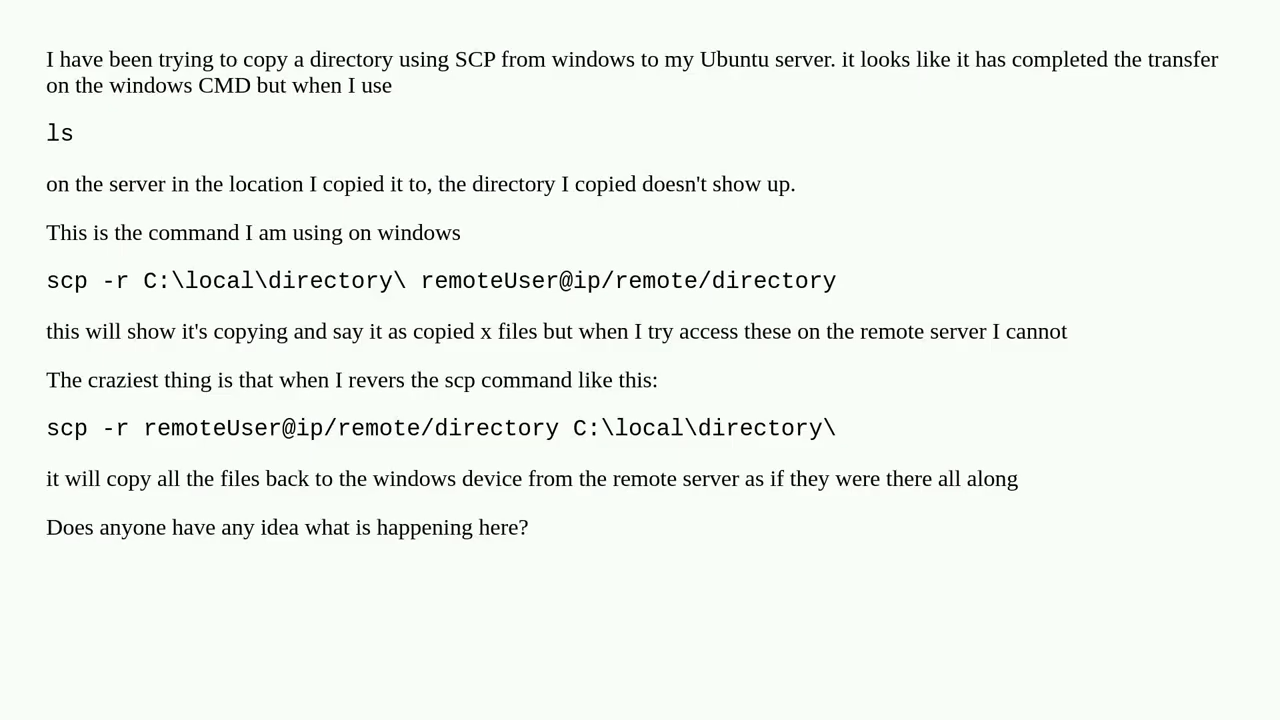 I have been trying to copy a directory using SCP from windows to my Ubuntu server. it looks like it has completed the transfer
on the windows CMD but when I use
ls
on the server in the location I copied it to, the directory I copied doesn't show up.
This is the command I am using on windows
scp -r C:\local\directory\ remoteUser@ip/remote/directory
this will show it's copying and say it as copied x files but when I try access these on the remote server I cannot
The craziest thing is that when I revers the scp command like this:
scp -r remoteUser@ip/remote/directory C:\local\directory\
it will copy all the files back to the windows device from the remote server as if they were there all along
Does anyone have any idea what is happening here?